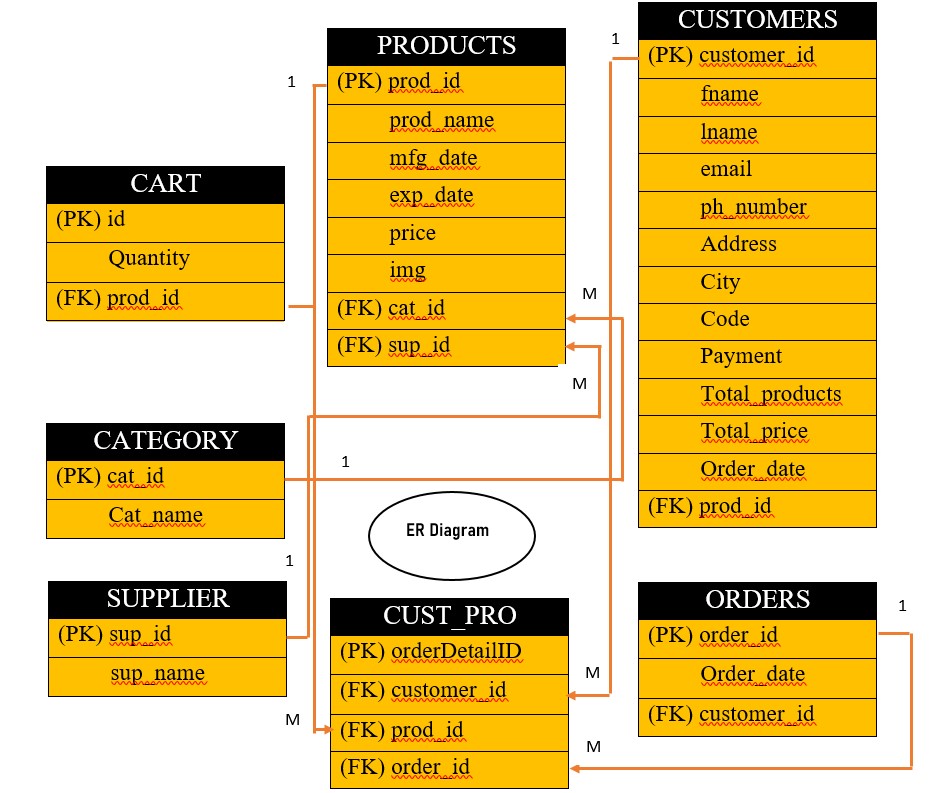 PRODUCTS
(PK) prod_id
prod_name
mfg_date
exp_date
price
img
(FK) cat_id
(FK) sup_id
CUSTOMERS
(PK) customer_id
fname
lname
email
ph_number
Address
City
Code
Payment
Total_products
Total_price
Order_date
(FK) prod_id
1
1
CART
(PK) id
Quantity
(FK) prod_id
M
M
CATEGORY
(PK) cat_id
Cat_name
1
ER Diagram
1
SUPPLIER
(PK) sup_id
sup_name
M
CUST_PRO
(PK) orderDetailID
(FK) customer_id
(FK) prod_id
(FK) order_id
M
M
ORDERS
(PK) order_id
Order_date
(FK) customer_id
1